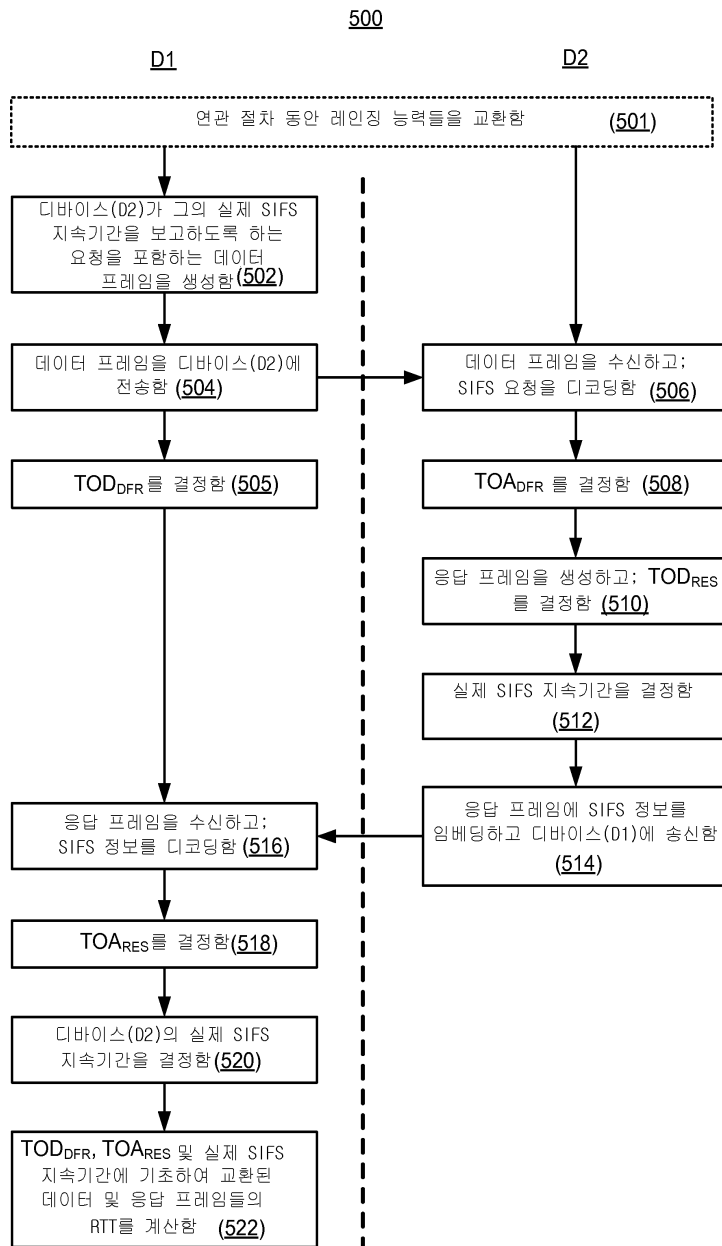 500
D1
D2
연관 절차 동안 레인징 능력들을 교환함 (501)
디바이스(D2)가 그의 실제 SIFS
지속기간을 보고하도록 하는
요청을 포함하는 데이터
프레임을 생성함(502)
데이터 프레임을 디바이스(D2)에
전송함 (504)
데이터 프레임을 수신하고;
SIFS 요청을 디코딩함 (506)
TODDFR를 결정함(505)
TOADFR 를 결정함(508)
응답 프레임을 생성하고; TODRES
를 결정함(510)
실제 SIFS 지속기간을 결정함
(512)
응답 프레임에 SIFS 정보를
임베딩하고 디바이스(D1)에 송신함
(514)
응답 프레임을 수신하고;
SIFS 정보를 디코딩함 (516)
TOARES를 결정함(518)
디바이스(D2)의 실제 SIFS
지속기간을 결정함(520)
TODDFR, TOARES 및 실제 SIFS
지속기간에 기초하여 교환된
데이터 및 응답 프레임들의
RTT를 계산함 (522)